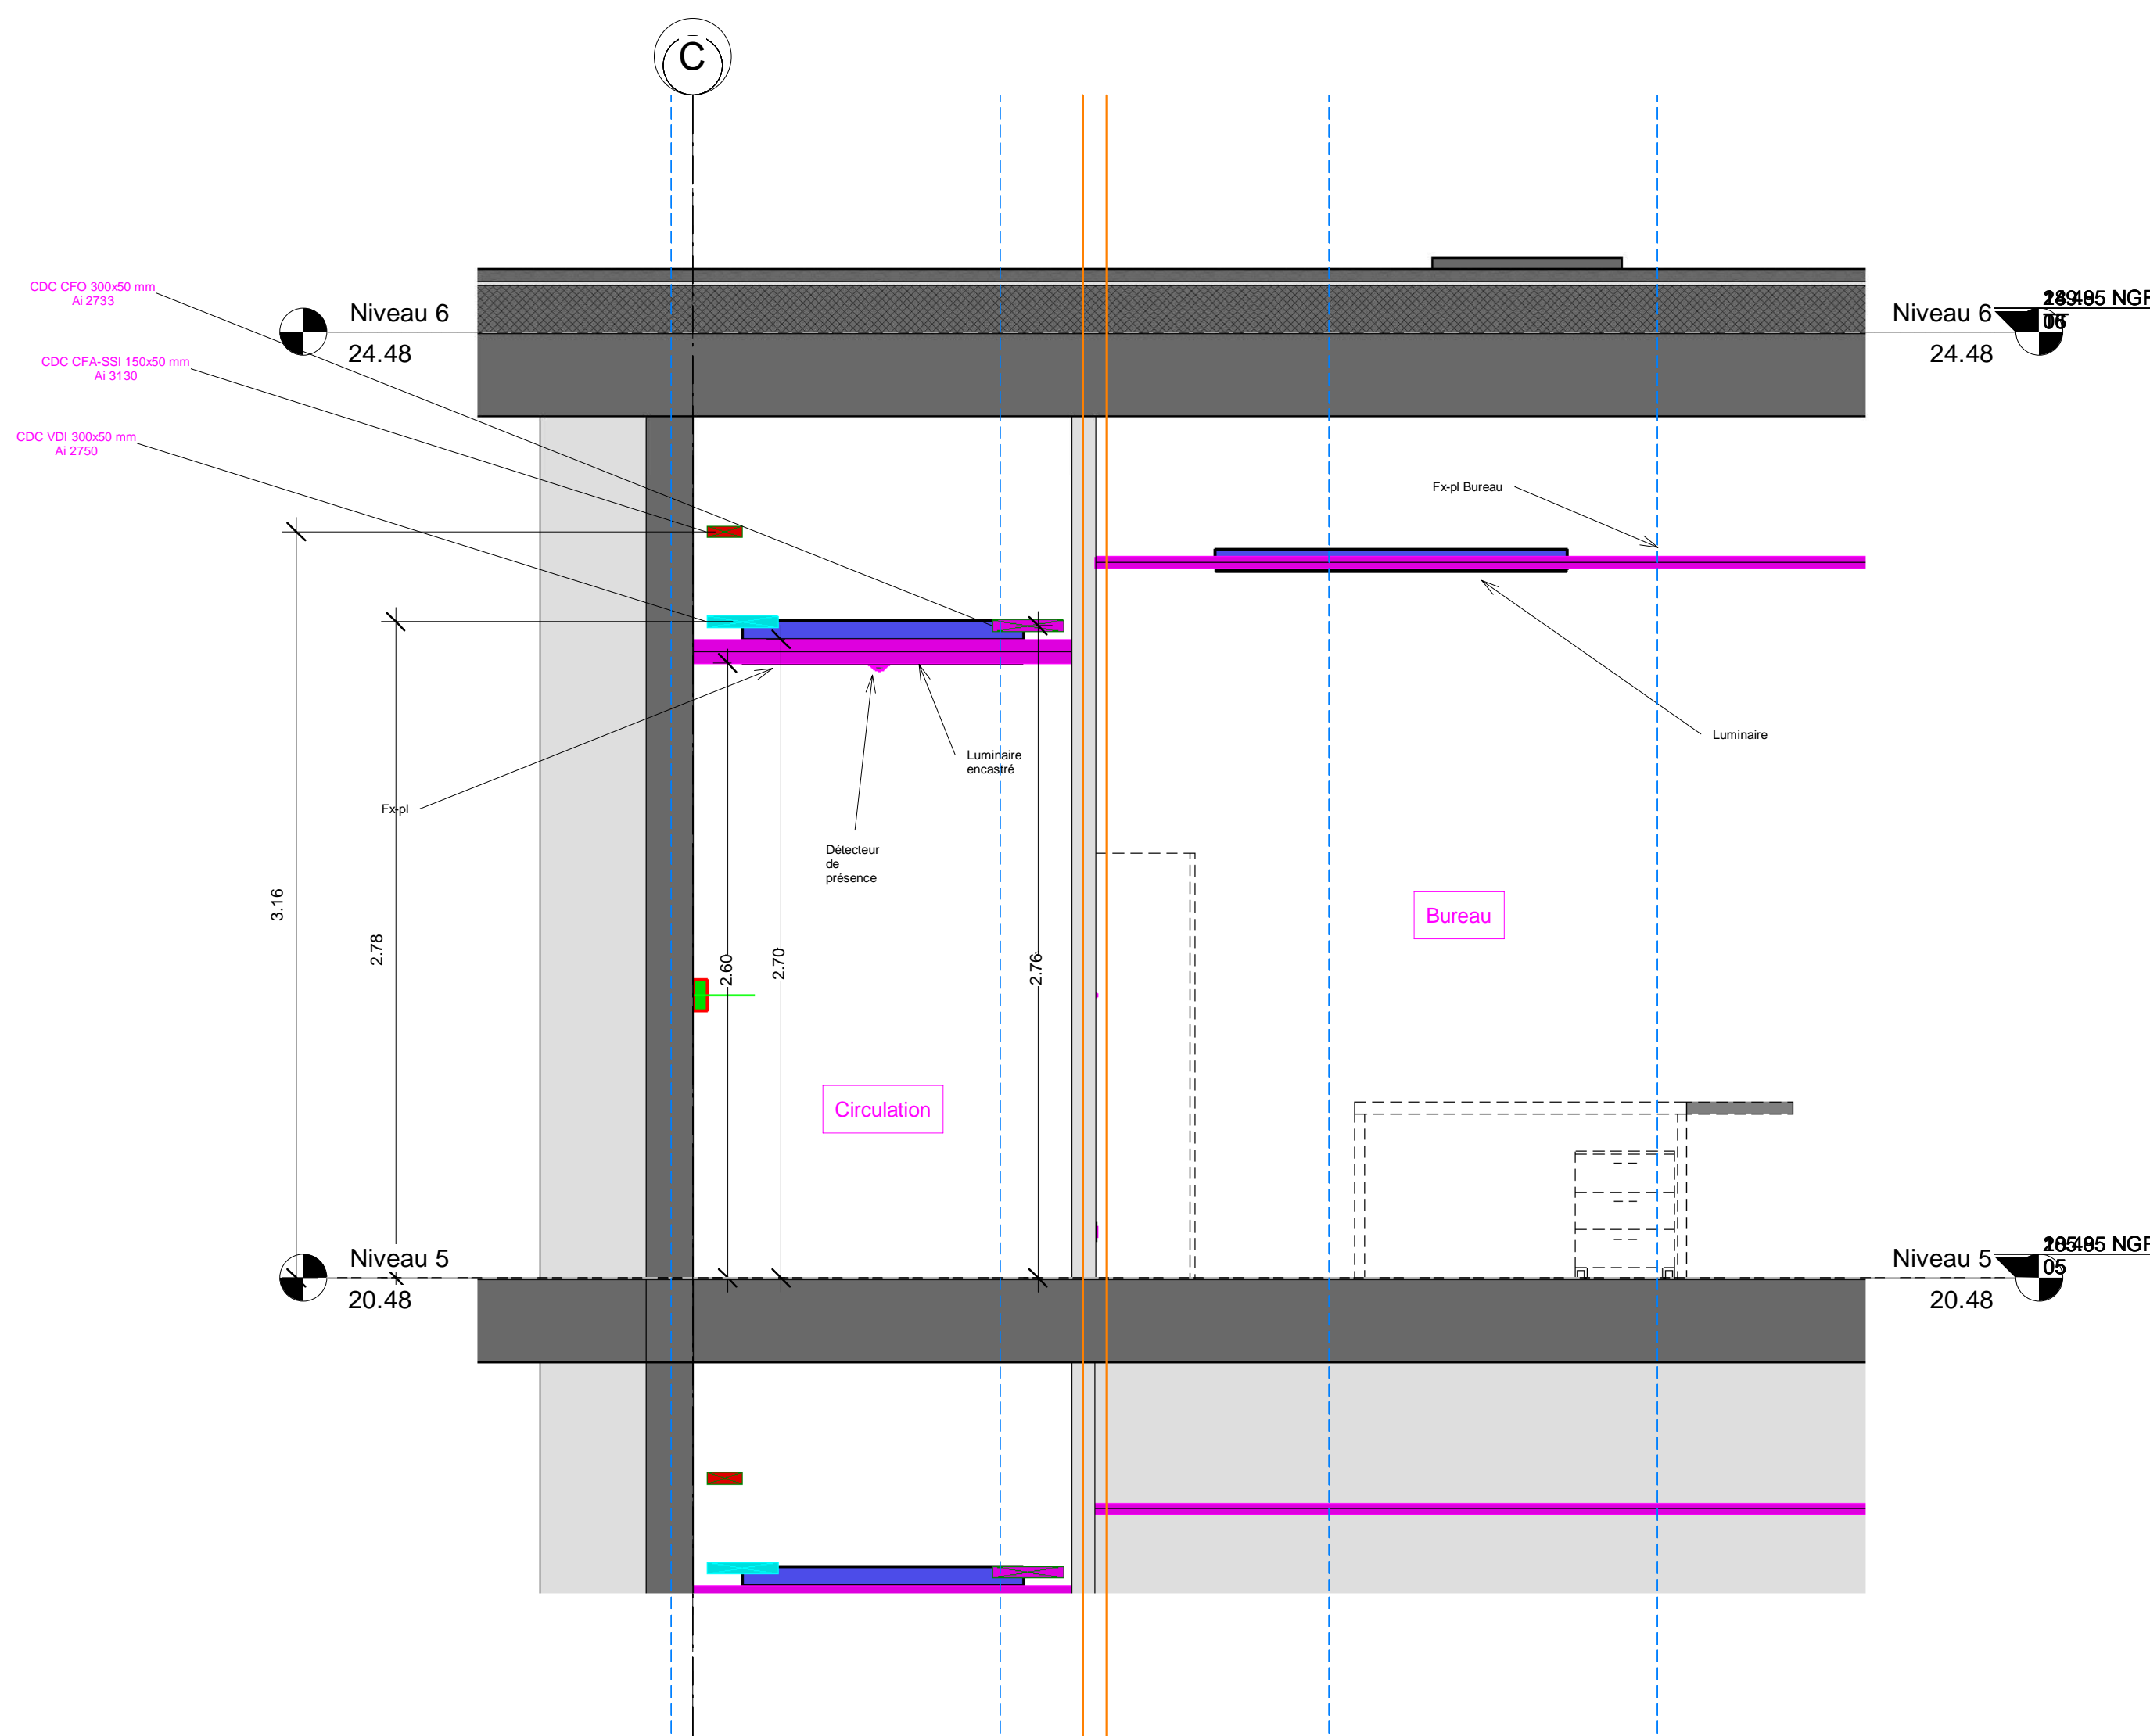 C
CDC CFO 300x50 mm
Ai 2733
Niveau 6
24.48
Niveau 6
24.48
CDC CFA-SSI 150x50 mm
Ai 3130
CDC VDI 300x50 mm
Ai 2750
Fx-pl Bureau
Luminaire
Luminaire
encastré
Fx-pl
Détecteur
de
présence
3.16
2.78
2.60
2.70
2.76
Bureau
Circulation
Niveau 5
20.48
Niveau 5
20.48
NGF
05